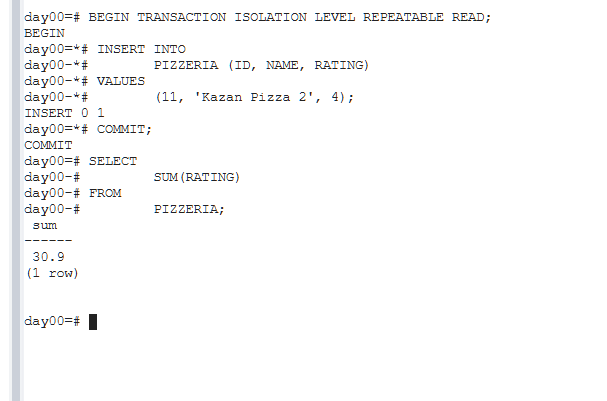 day00=# BEGIN TRANSACTION ISOLATION LEVEL REPEATABLE READ;
BEGIN
day00=*# INSERT INTO
day00-*#        PIZZERIA (ID, NAME, RATING)
day00-*# VALUES
day00-*#        (11, 'Kazan Pizza 2', 4);
INSERT 0 1
day00=*# COMMIT;
COMMIT
day00=# SELECT
day00-#         SUM(RATING)
day00-# FROM
day00-#         PIZZERIA;
 sum
------
 30.9
(1 row)
day00=#